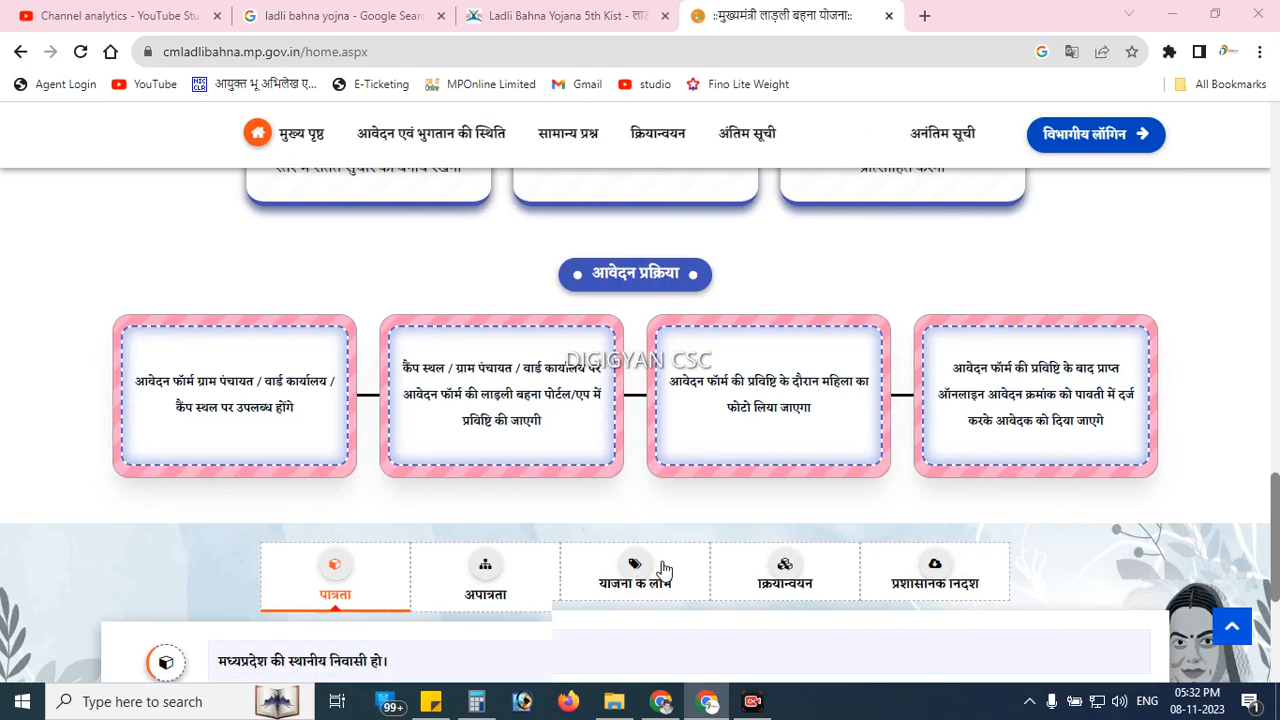 Channel analytics - YouTube Stu
ladli bahna yojna - Google Sear
Ladli Bahna Yojana 5th Kist - ला
::मुख्यमंत्री लाड़ली बहना योजना::
cmladlibahna.mp.gov.in/home.aspx
Agent Login
YouTube
आयुक्त भू अभिलेख ए...
E-Ticketing
MPOnline Limited
Gmail
studio
Fino Lite Weight
All Bookmarks
मुख्य पृष्ठ
आवेदन एवं भुगतान की स्थिति
सामान्य प्रश्न
क्रियान्वयन
अंतिम सूची
अनंतिम सूची
विभागीय लॉगिन
आवेदन प्रक्रिया
आवेदन फॉर्म ग्राम पंचायत / वार्ड कार्यालय /
कैंप स्थल पर उपलब्ध होंगे
कैंप स्थल / ग्राम पंचायत / वार्ड कार्यालय पर
आवेदन फॉर्म की लाड़ली बहना पोर्टल/एप में
प्रविष्टि की जाएगी
आवेदन फॉर्म की प्रविष्टि के दौरान महिला का
फोटो लिया जाएगा
आवेदन फॉर्म की प्रविष्टि के बाद प्राप्त
ऑनलाइन आवेदन क्रमांक को पावती में दर्ज
करके आवेदक को दिया जाएगे
DIGIGYAN CSC
पात्रता
अपात्रता
योजना के लाभ
क्रियान्वयन
प्रशासनिक निर्देश
मध्यप्रदेश की स्थानीय निवासी हो।
Type here to search
99+
ENG
05:32 PM
08-11-2023
1